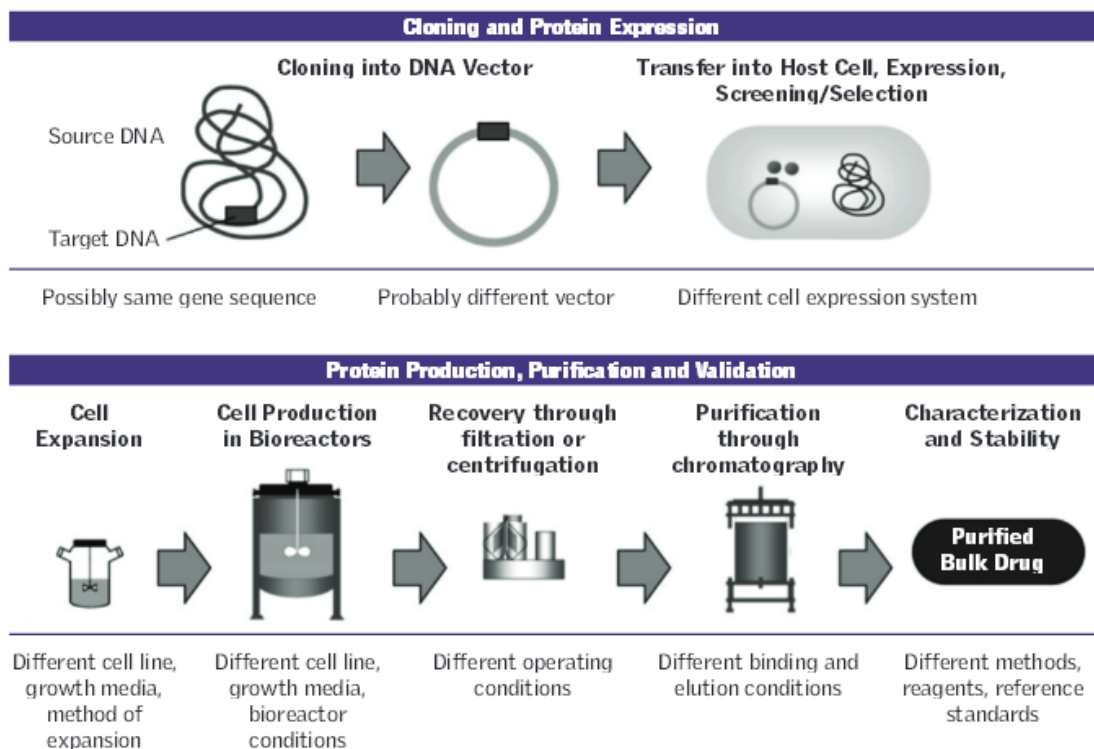 Cloning and Protein Expression
Cloning into DNA Vector
Transfer into Host Cell, Expression,
Screening/Selection
Source DNA
Target DNA
Possibly same gene sequence
Probably different vector
Different cell expression system
Protein Production, Purification and Validation
Cell
Expansion
Cell Production
in Bioreactors
Recovery through
filtration or
centrifugation
Purification
through
chromatography
Characterization
and Stability
Purified
Bulk Drug
Different cell line,
growth media,
method of
expansion
Different cell line,
growth media,
bioreactor
conditions
Different operating
conditions
Different binding and
elution conditions
Different methods,
reagents, reference
standards